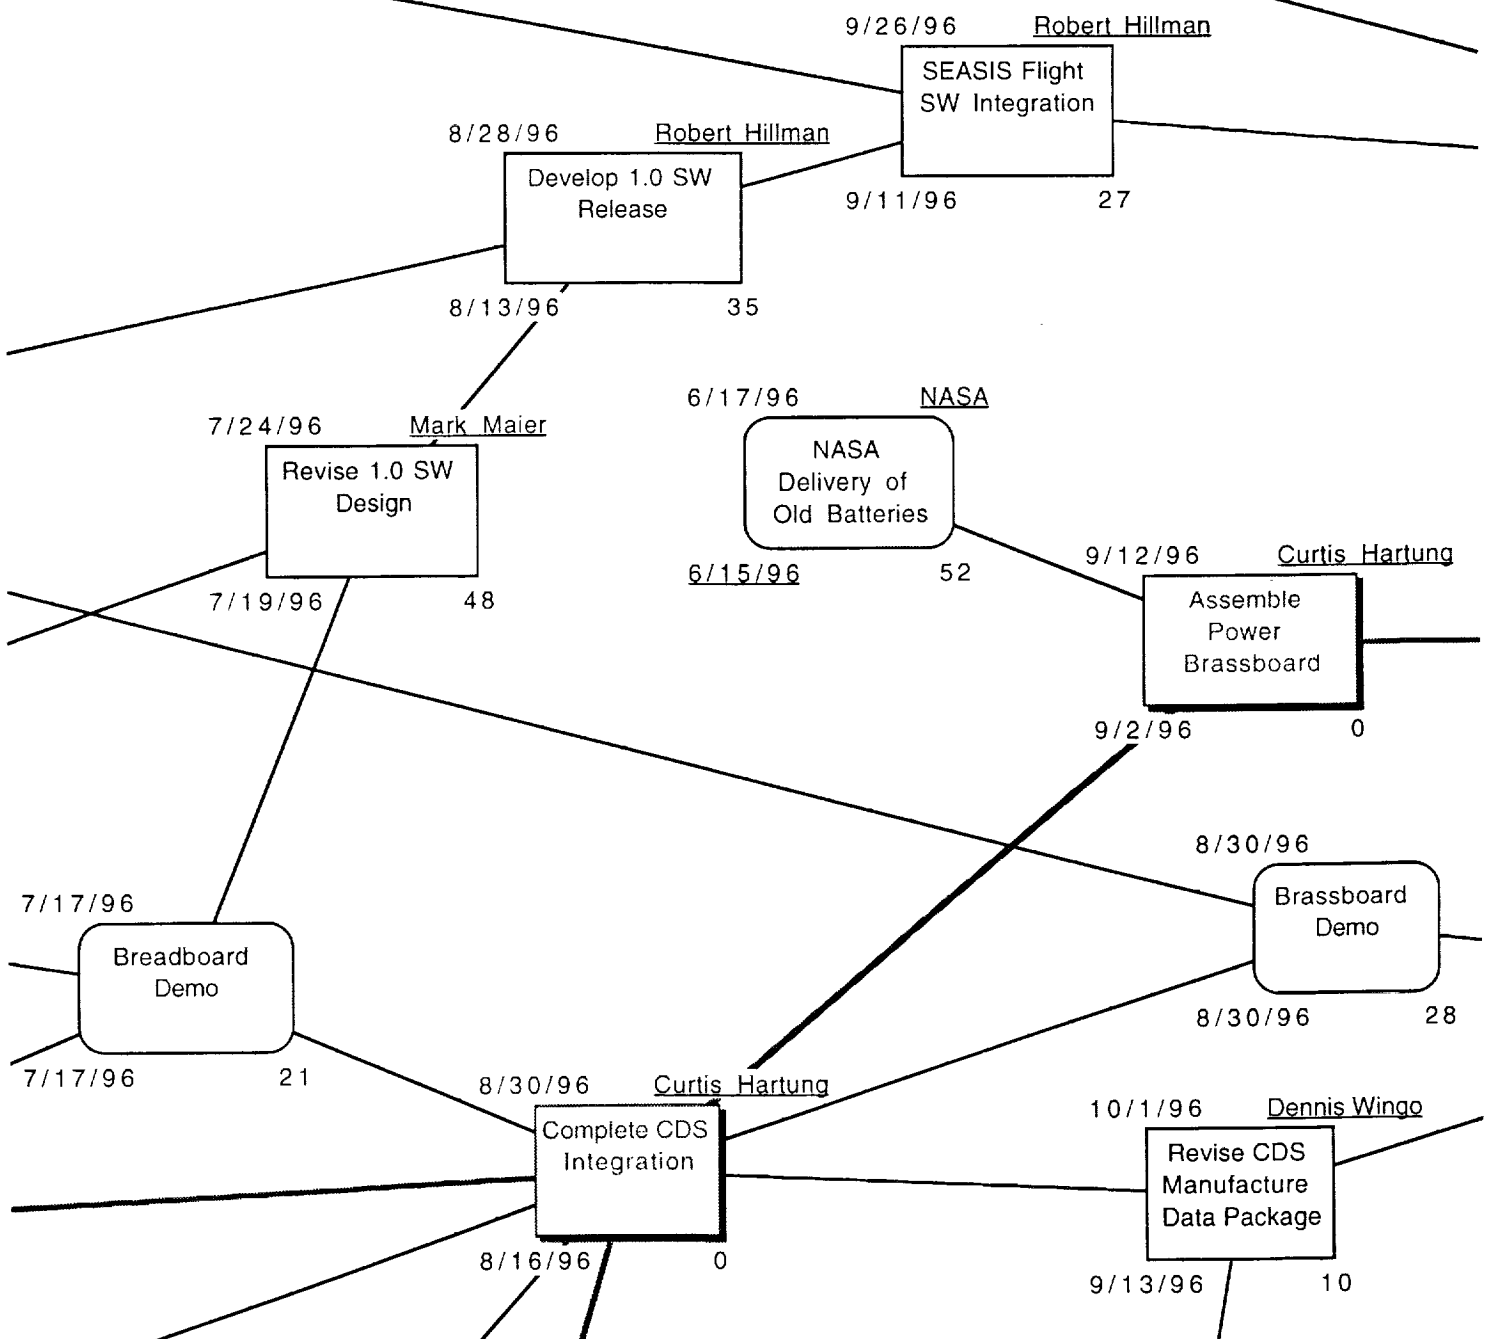 9/26/96 Robert Hillman
SEASIS Flight
SW Integration
9/11/96 27
8/28/96 Robert Hillman
Develop 1.0 SW
Release
8/13/96 35
7/24/96 Mark Maier
Revise 1.0 SW
Design
7/19/96 48
6/17/96 NASA
NASA
Delivery of
Old Batteries
6/15/96 52
9/12/96 Curtis Hartung
Assemble
Power
Brassboard
9/2/96 0
8/30/96
Brassboard
Demo
8/30/96 28
7/17/96
Breadboard
Demo
7/17/96 21
8/30/96 Curtis Hartung
Complete CDS
Integration
8/16/96 0
10/1/96 Dennis Wingo
Revise CDS
Manufacture
Data Package
9/13/96 10